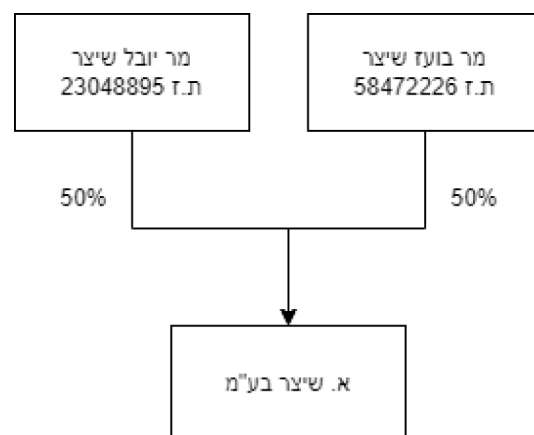 מר בועז שיצר
ת.ז 58472226
מר יובל שיצר
ת.ז 23048895
50%
50%
א. שיצר בע"מ